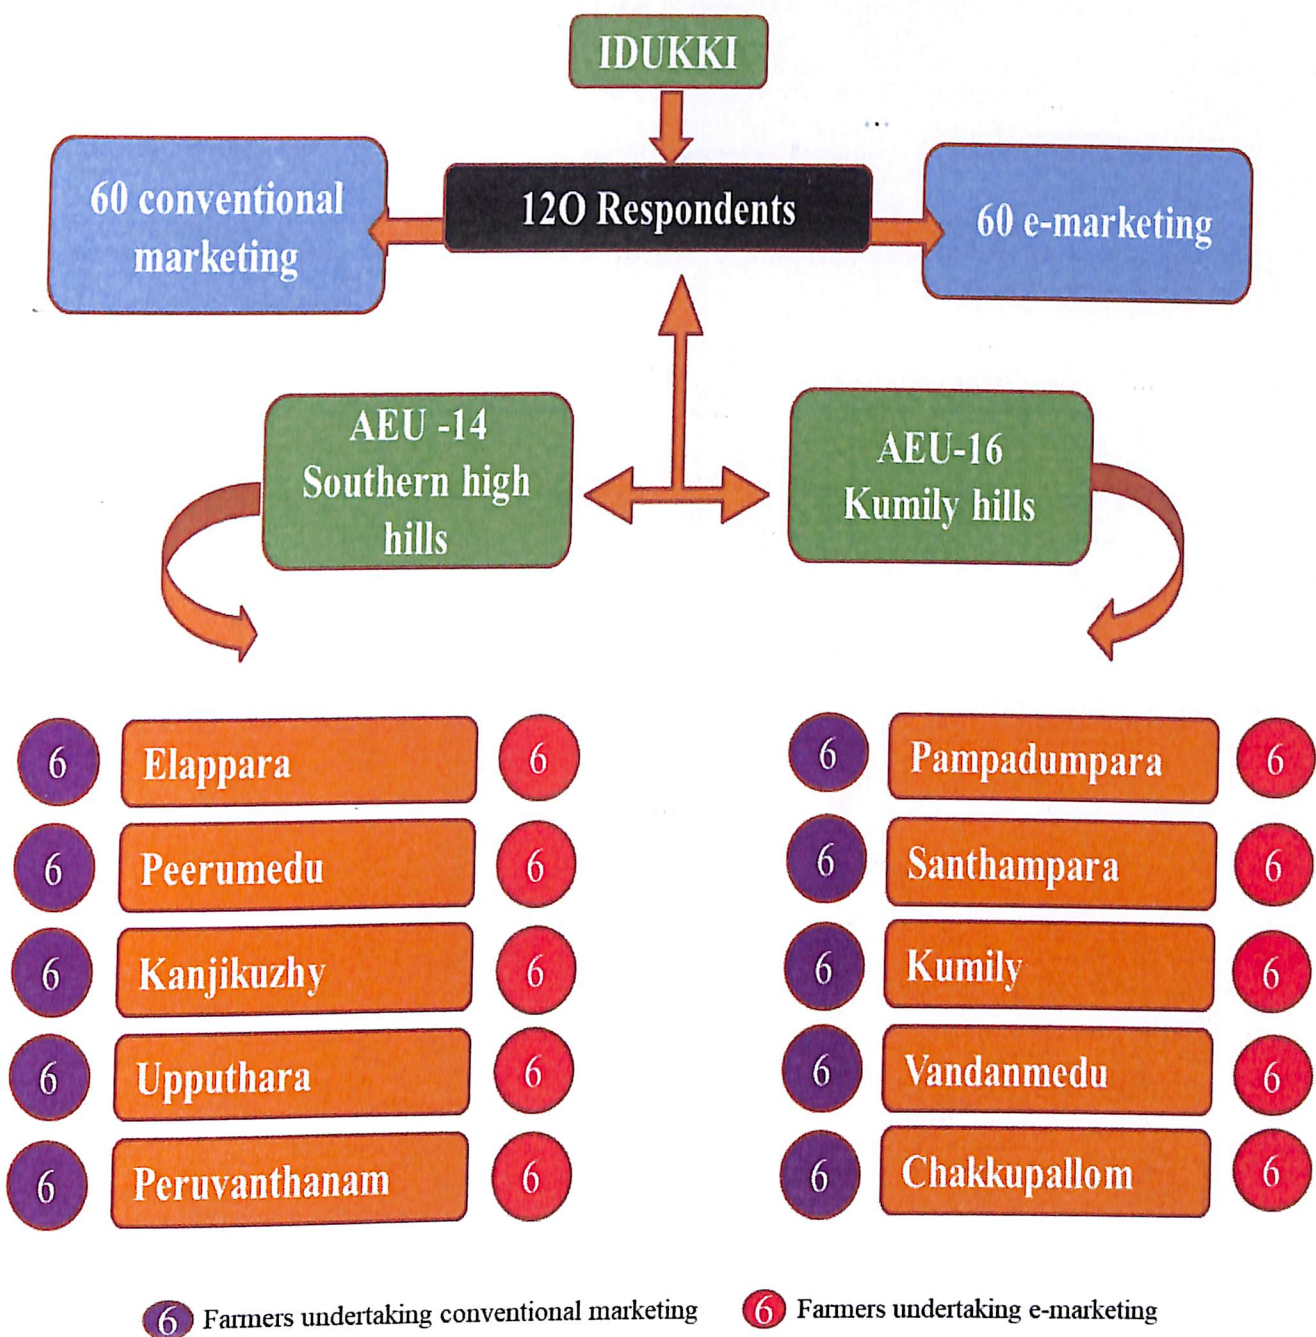 IDUKKI
60 conventional
marketing
12O Respondents
60 e-marketing
AEU -14
Southern high
hills
AEU-16
Kumily hills
6 Elappara 6
6 Peerumedu 6
6 Kanjikuzhy 6
6 Upputhara 6
6 Peruvanthanam 6
6 Pampadumpara 6
6 Santhampara 6
6 Kumily 6
6 Vandanmedu 6
6 Chakkupallom 6
6 Farmers undertaking conventional marketing
6 Farmers undertaking e-marketing